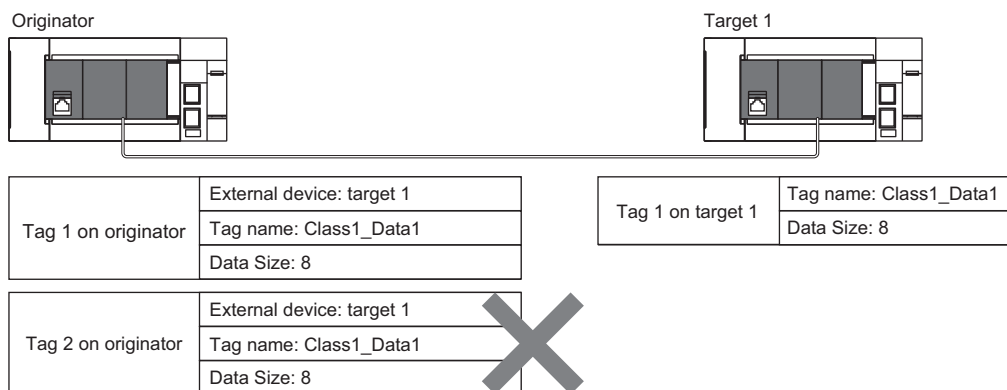 Originator
Target 1
Tag 1 on originator
External device: target 1
Tag name: Class1_Data1
Data Size: 8
Tag 1 on target 1
Tag name: Class1_Data1
Data Size: 8
Tag 2 on originator
External device: target 1
Tag name: Class1_Data1
Data Size: 8